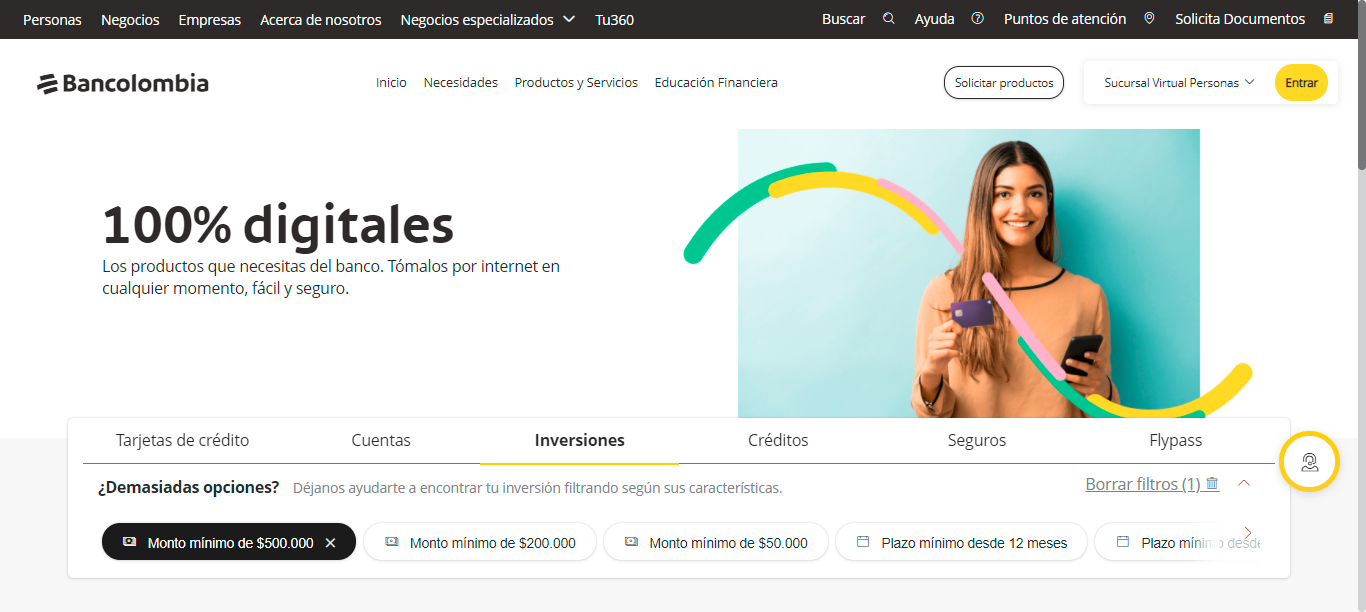 Personas Negocios Empresas Acerca de nosotros Negocios especializados Tu360 Buscar Ayuda Puntos de atención Solicita Documentos
Bancolombia Inicio Necesidades Productos y Servicios Educación Financiera Solicitar productos Sucursal Virtual Personas Entrar
100% digitales
Los productos que necesitas del banco. Tómalos por internet en
cualquier momento, fácil y seguro.
Tarjetas de crédito Cuentas Inversiones Créditos Seguros Flypass
¿Demasiadas opciones? Déjanos ayudarte a encontrar tu inversión filtrando según sus características. Borrar filtros (1)
Monto mínimo de $500.000 Monto mínimo de $200.000 Monto mínimo de $50.000 Plazo mínimo desde 12 meses Plazo mínimo desde